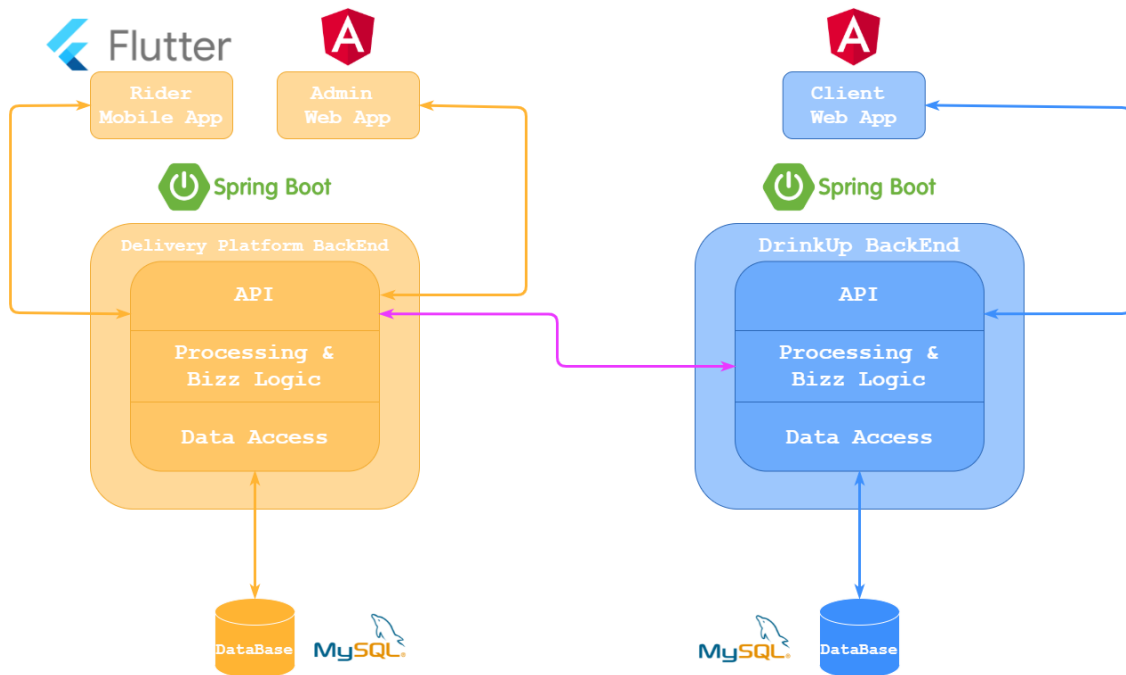 Flutter
Rider
Mobile App
Admin
Web App
Client
Web App
Spring Boot
Spring Boot
Delivery Platform BackEnd
API
Processing &
Bizz Logic
Data Access
DrinkUp BackEnd
API
Processing &
Bizz Logic
Data Access
DataBase
MySQL
MySQL
DataBase